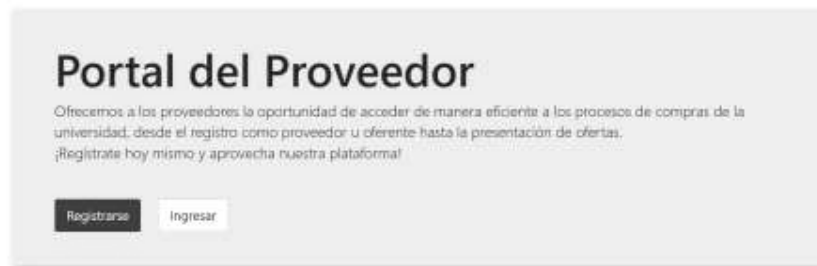 Portal del Proveedor
Ofrecemos a los proveedores la oportunidad de acceder de manera eficiente a los procesos de compras de la
universidad, desde el registro como proveedor u oferente hasta la presentación de ofertas.
¡Regístrate hoy mismo y aprovecha nuestra plataforma!
Registrarse
Ingresar